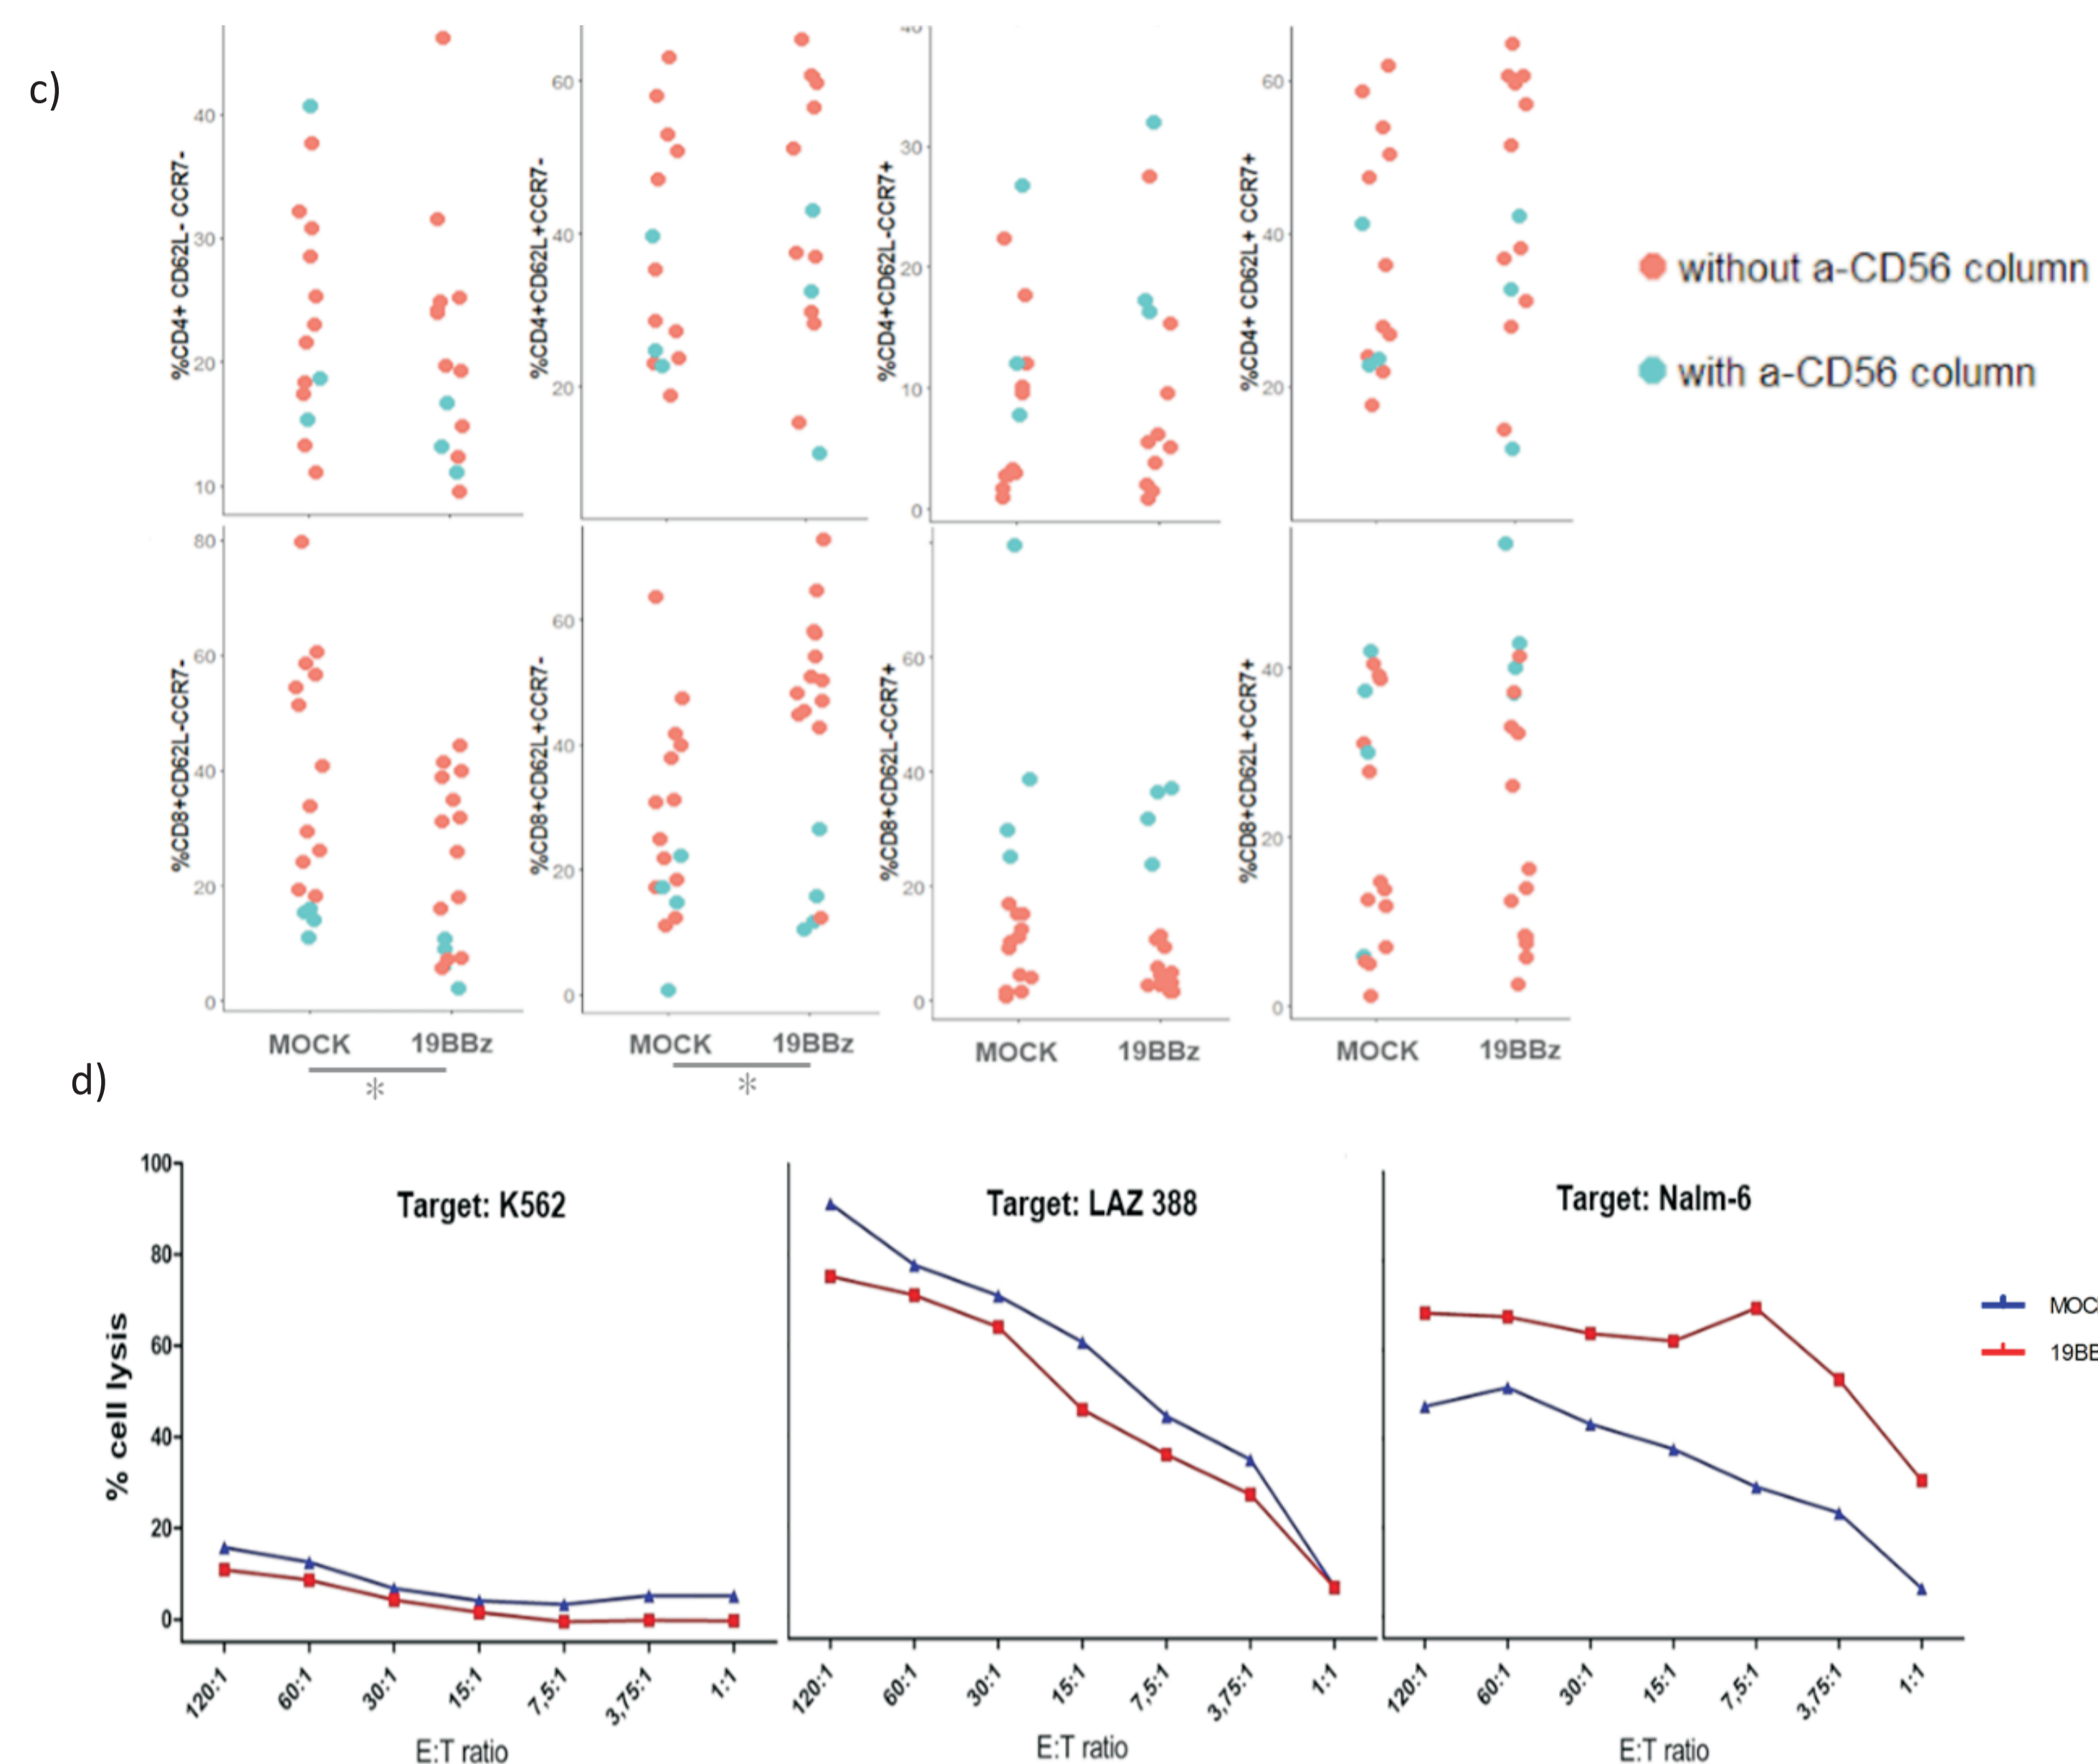 c)
%CD4+ CD62L- CCR7-
40
30
20
10
%CD4+CD62L+CCR7-
60
40
20
%CD4+CD62L-CCR7+
40
30
20
10
0
%CD4+ CD62L+ CCR7+
60
40
20
without a-CD56 column
with a-CD56 column
%CD8+CD62L-CCR7-
80
60
40
20
0
%CD8+CD62L+CCR7-
60
40
20
0
%CD8+CD62L-CCR7+
60
40
20
0
%CD8+CD62L+CCR7+
40
20
0
MOCK 19BBz
MOCK 19BBz
MOCK 19BBz
MOCK 19BBz
*
*
d)
% cell lysis
100
80
60
40
20
0
Target: K562
Target: LAZ 388
Target: Nalm-6
MOC
19BB
120:1 60:1 30:1 15:1 7,5:1 3,75:1 1:1
120:1 60:1 30:1 15:1 7,5:1 3,75:1 1:1
120:1 60:1 30:1 15:1 7,5:1 3,75:1 1:1
E:T ratio
E:T ratio
E:T ratio